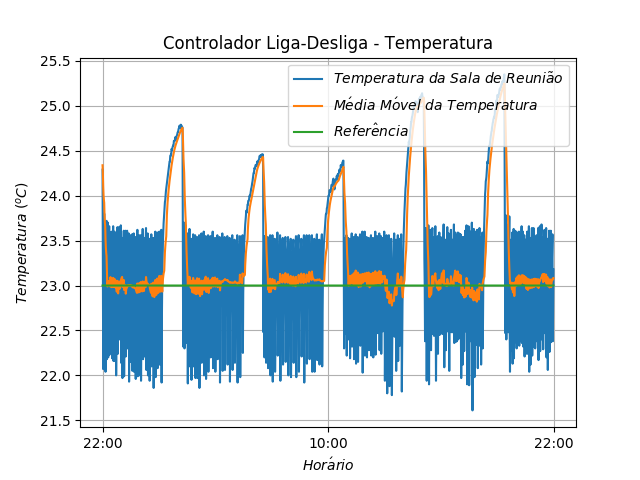 Controlador Liga-Desliga - Temperatura
Temperatura da Sala de Reunião
Média Móvel da Temperatura
Referência
Temperatura (ºC)
25.5
25.0
24.5
24.0
23.5
23.0
22.5
22.0
21.5
22:00
10:00
22:00
Horário